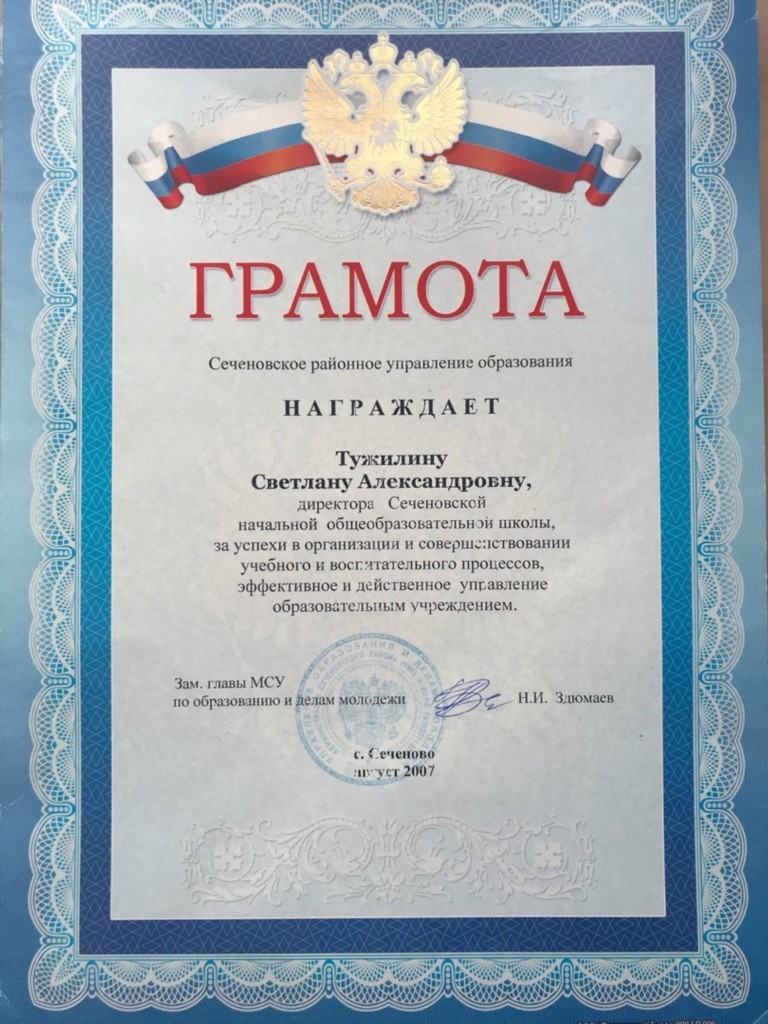 ГРАМОТА
Сеченовское районное управление образования
НАГРАЖДАЕТ
Тужилину
Светлану Александровну,
директора Сеченовской
начальной общеобразовательной школы,
за успехи в организации и совершенствовании
учебного и воспитательного процессов,
эффективное и действенное управление
образовательным учреждением.
Зам. главы МСУ
по образованию и делам молодежи Н.И. Здюмаев
с. Сеченово
август 2007